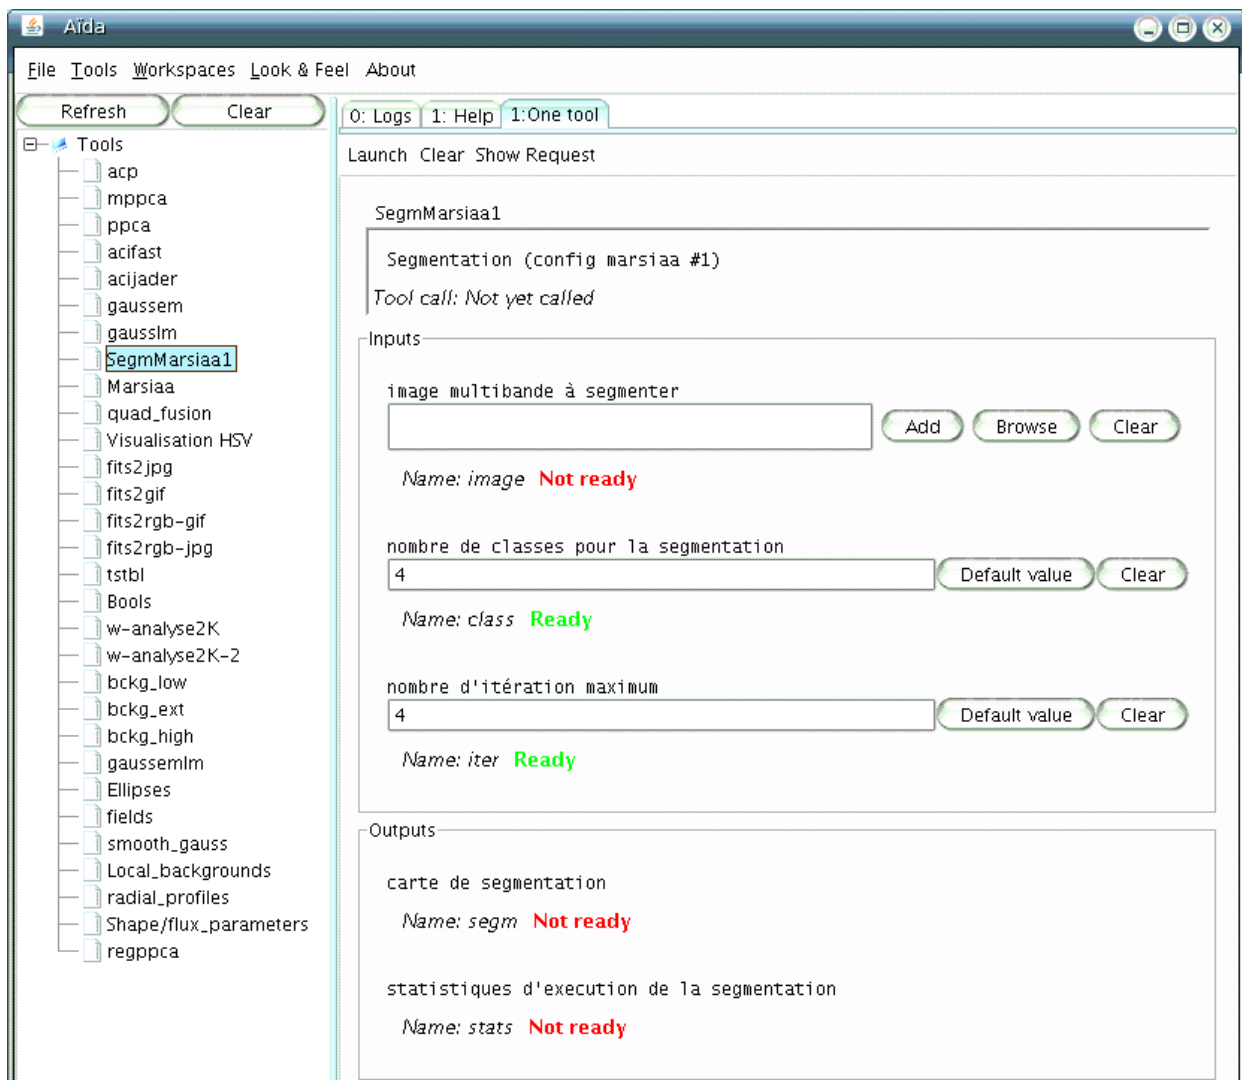 Aïda
File Tools Workspaces Look & Feel About
Refresh Clear
Tools
acp
mppca
ppca
acifast
acijader
gaussem
gausslm
SegmMarsiaa1
Marsiaa
quad_fusion
Visualisation HSV
fits2jpg
fits2gif
fits2rgb-gif
fits2rgb-jpg
tstbl
Bools
w-analyse2K
w-analyse2K-2
bckg_low
bckg_ext
bckg_high
gaussemlm
Ellipses
fields
smooth_gauss
Local_backgrounds
radial_profiles
Shape/flux_parameters
regppca
0: Logs 1: Help 1:One tool
Launch Clear Show Request
SegmMarsiaa1
Segmentation (config marsiaa #1)
Tool call: Not yet called
Inputs
image multibande à segmenter
Add Browse Clear
Name: image Not ready
nombre de classes pour la segmentation
4 Default value Clear
Name: class Ready
nombre d'itération maximum
4 Default value Clear
Name: iter Ready
Outputs
carte de segmentation
Name: segm Not ready
statistiques d'execution de la segmentation
Name: stats Not ready